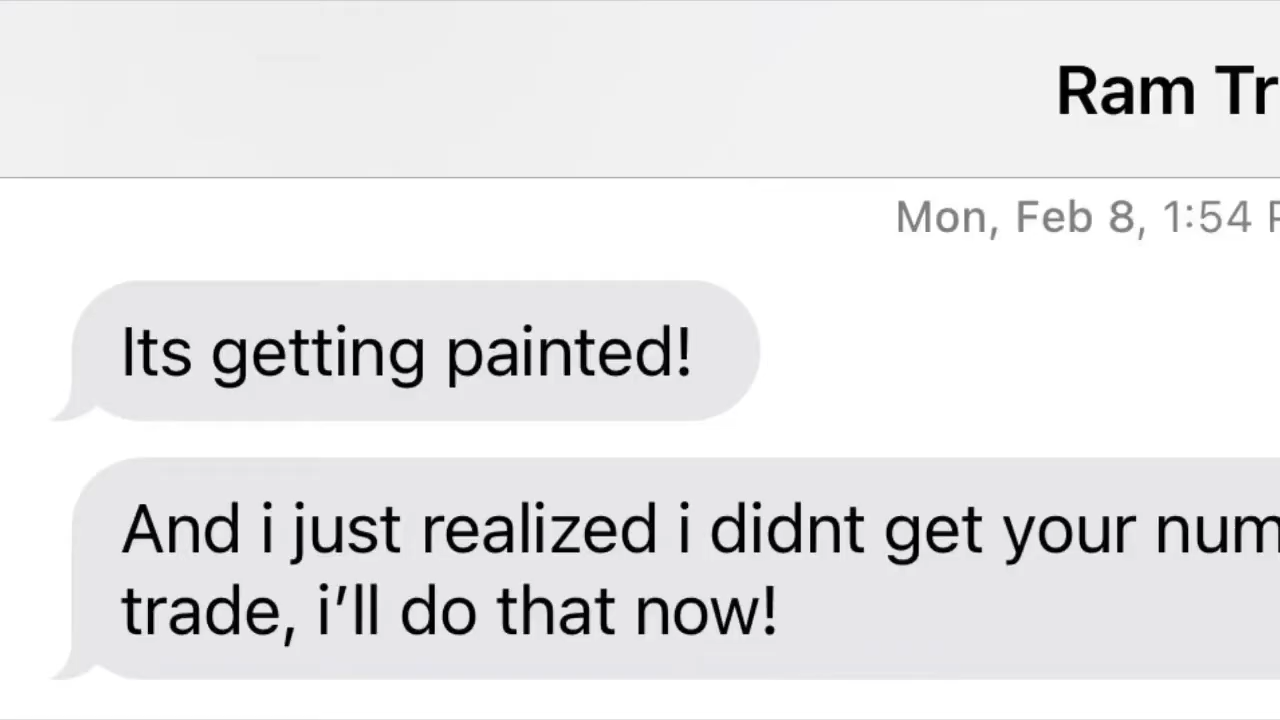 Ram Tr
Mon, Feb 8, 1:54 P
Its getting painted!
And i just realized i didnt get your num
trade, i’ll do that now!